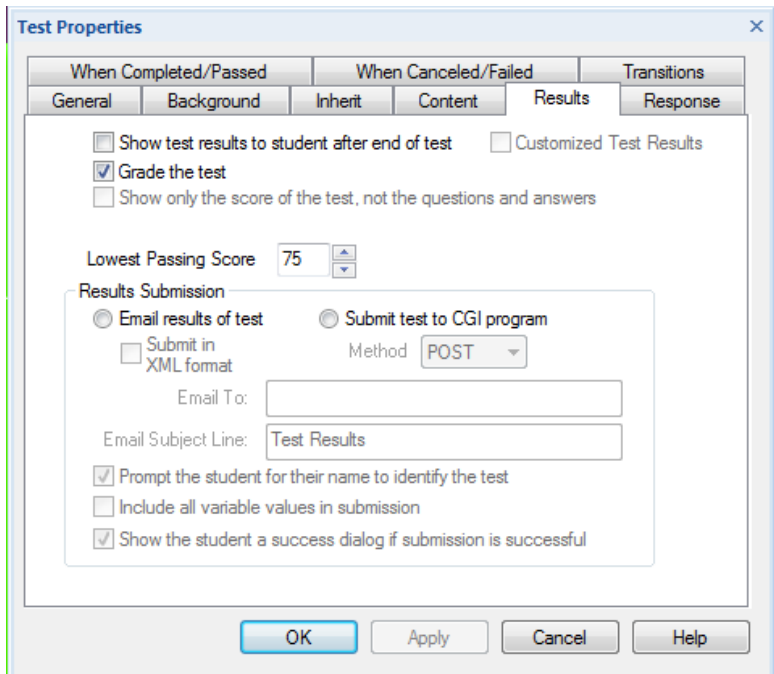 Test Properties
When Completed/Passed When Canceled/Failed Transitions
General Background Inherit Content Results Response
Show test results to student after end of test Customized Test Results
Grade the test
Show only the score of the test, not the questions and answers
Lowest Passing Score 75
Results Submission
Email results of test Submit test to CGI program
Submit in
XML format
Method POST
Email To:
Email Subject Line: Test Results
Prompt the student for their name to identify the test
Include all variable values in submission
Show the student a success dialog if submission is successful
OK Apply Cancel Help